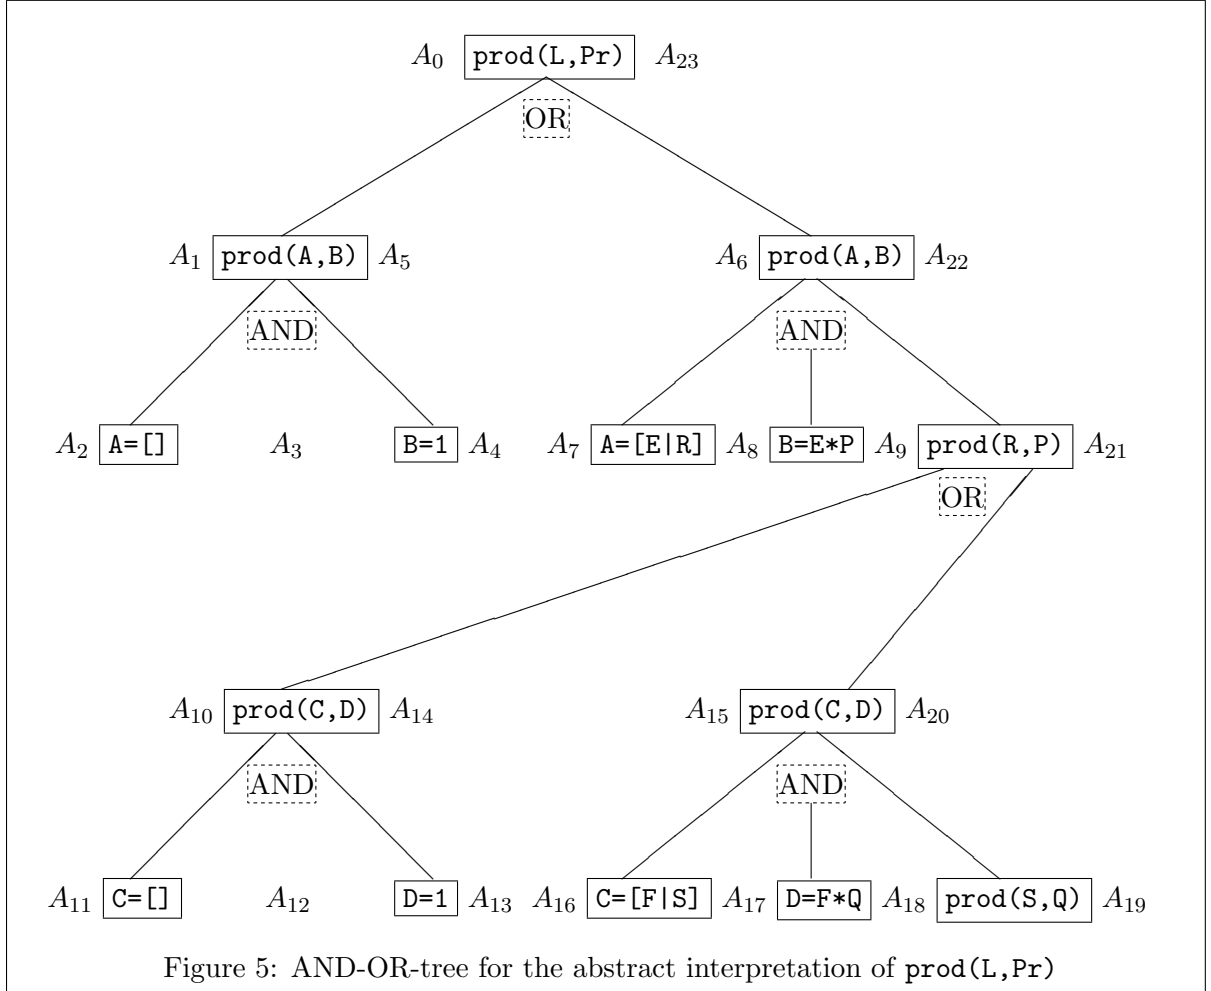 A₀ prod(L,Pr) A₂₃
OR
A₁ prod(A,B) A₅ A₆ prod(A,B) A₂₂
AND AND
A₂ A=[] A₃ B=1 A₄ A₇ A=[E|R] A₈ B=E*P A₉ prod(R,P) A₂₁
OR
A₁₀ prod(C,D) A₁₄ A₁₅ prod(C,D) A₂₀
AND AND
A₁₁ C=[] A₁₂ D=1 A₁₃ A₁₆ C=[F|S] A₁₇ D=F*Q A₁₈ prod(S,Q) A₁₉
Figure 5: AND-OR-tree for the abstract interpretation of prod(L,Pr)